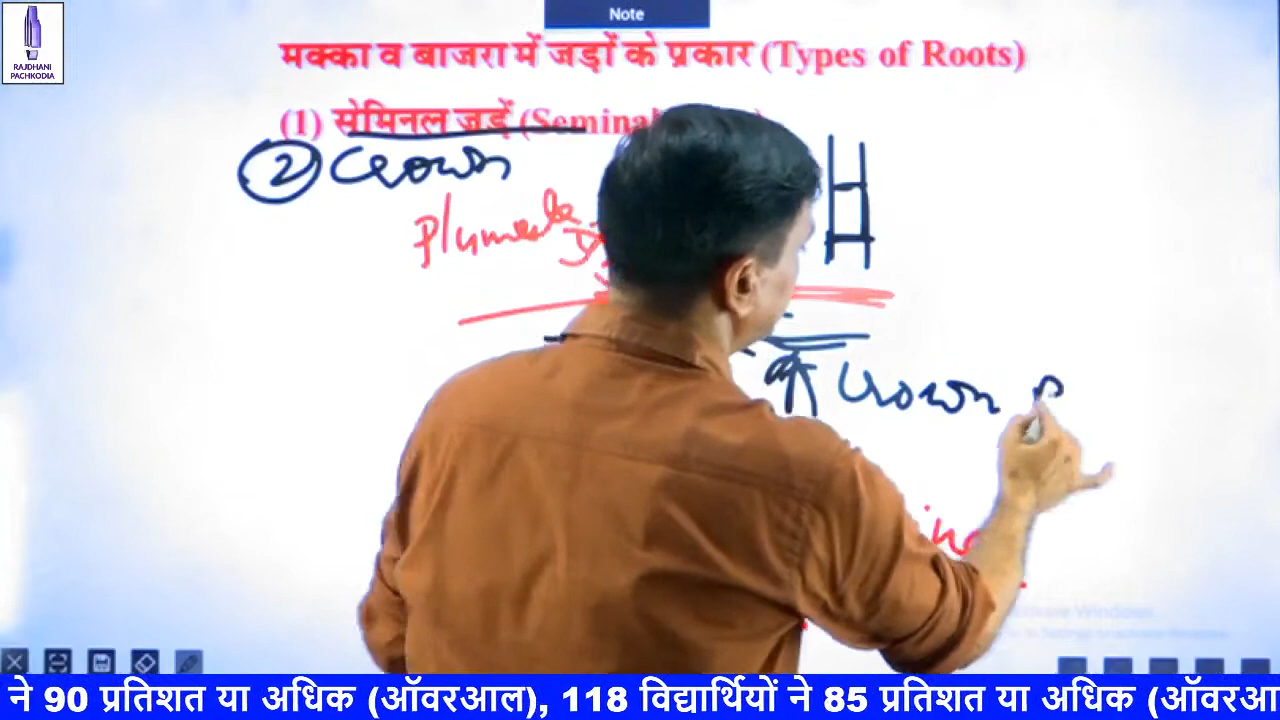 Note
RAJDHANI
PACHKODIA
मक्का व बाजरा में जड़ों के प्रकार (Types of Roots)
(1) सेमिनल जड़ें (Seminal
2 Crown
Plumule
Crown R
ने 90 प्रतिशत या अधिक (ऑवरआल), 118 विद्यार्थियों ने 85 प्रतिशत या अधिक (ऑवरआ